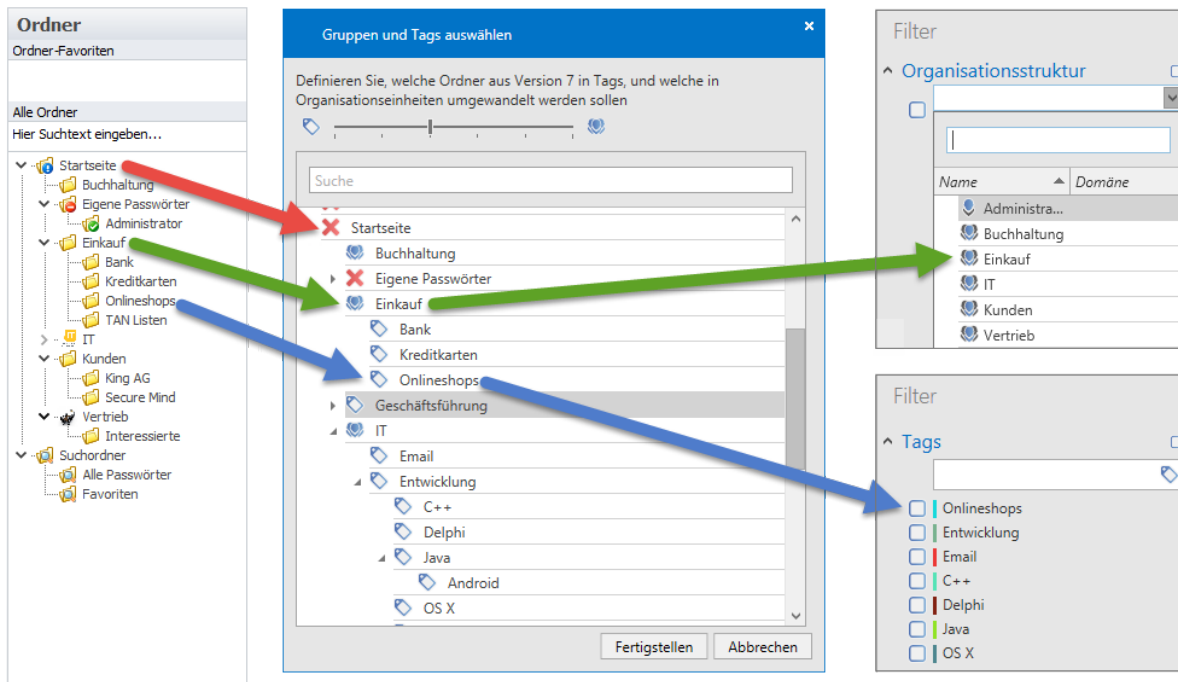 Ordner
Ordner-Favoriten
Alle Ordner
Hier Suchtext eingeben...
Startseite
Buchhaltung
Eigene Passwörter
Administrator
Einkauf
Bank
Kreditkarten
Onlineshops
TAN Listen
IT
Kunden
King AG
Secure Mind
Vertrieb
Interessierte
Suchordner
Alle Passwörter
Favoriten
Gruppen und Tags auswählen
Definieren Sie, welche Ordner aus Version 7 in Tags, und welche in
Organisationseinheiten umgewandelt werden sollen
Suche
Startseite
Buchhaltung
Eigene Passwörter
Einkauf
Bank
Kreditkarten
Onlineshops
Geschäftsführung
IT
Email
Entwicklung
C++
Delphi
Java
Android
OS X
Fertigstellen Abbrechen
Filter
Organisationsstruktur
Name Domäne
Administra...
Buchhaltung
Einkauf
IT
Kunden
Vertrieb
Filter
Tags
Onlineshops
Entwicklung
Email
C++
Delphi
Java
OS X